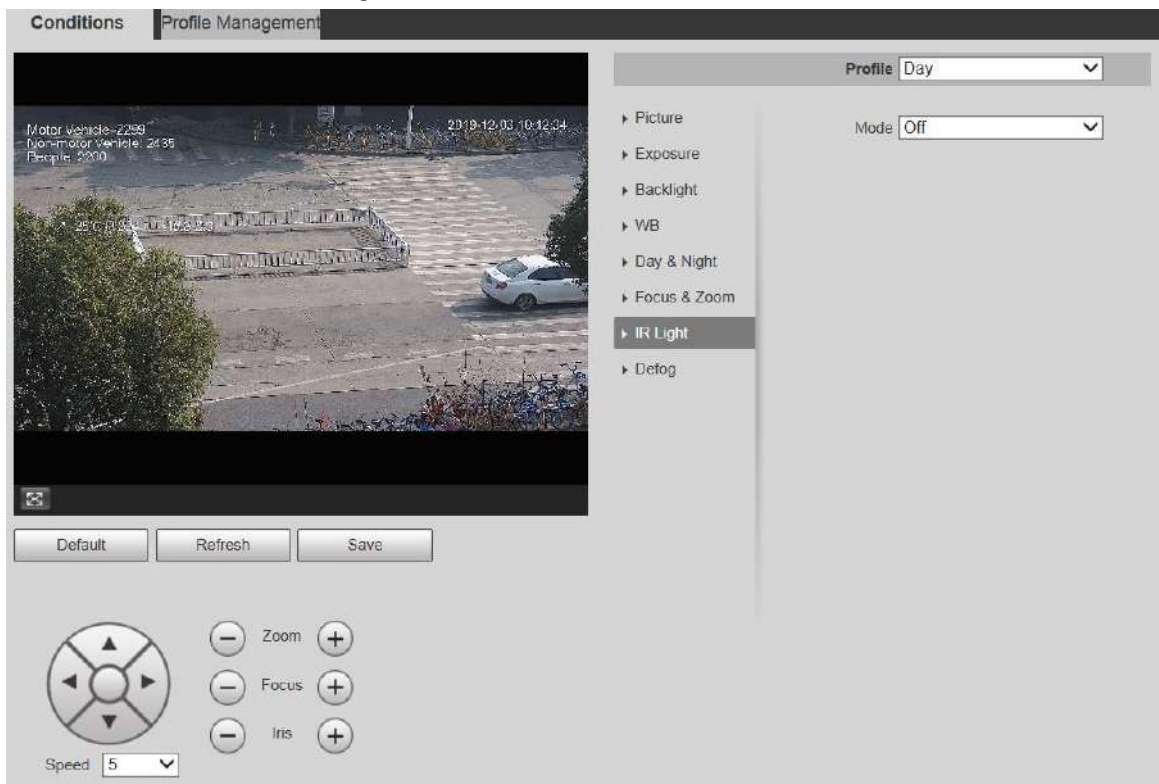 Conditions
Profile Management
Motor Vehicle: 2299
Non-motor Vehicle: 2435
People: 2200
2019-12-03 10:12:34
Profile Day
Picture
Mode Off
Exposure
Backlight
WB
Day & Night
Focus & Zoom
IR Light
Defog
Default Refresh Save
Zoom
Focus
Iris
Speed 5